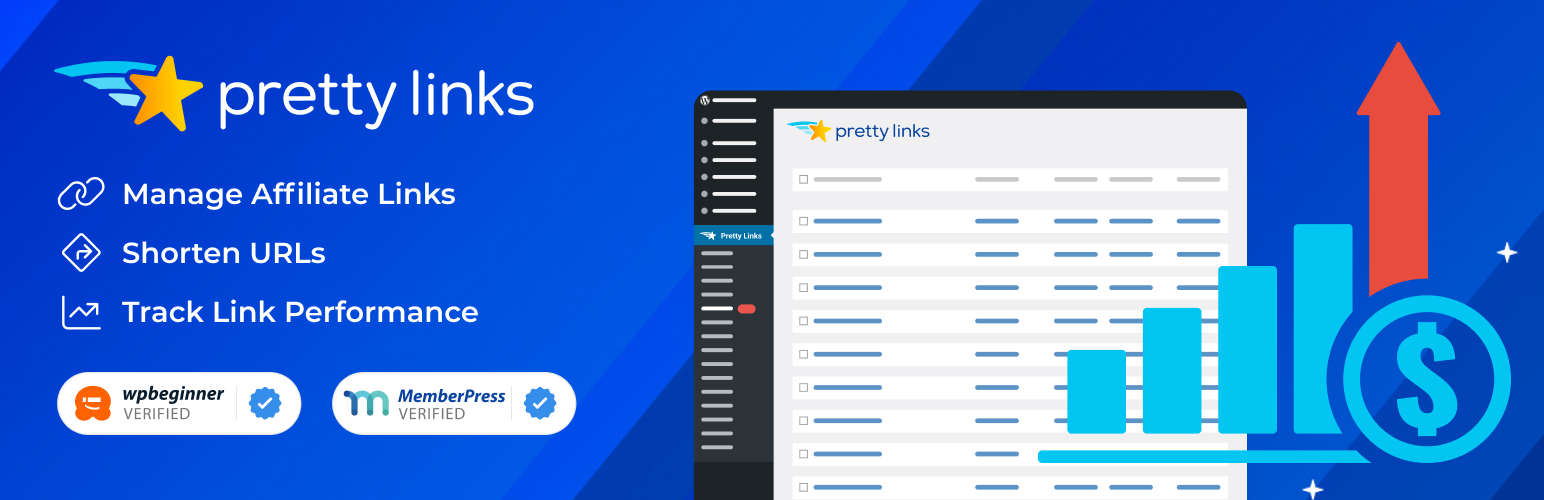 pretty links
Manage Affiliate Links
Shorten URLs
Track Link Performance
wpbeginner
VERIFIED
MemberPress
VERIFIED
pretty links
Pretty Links
$